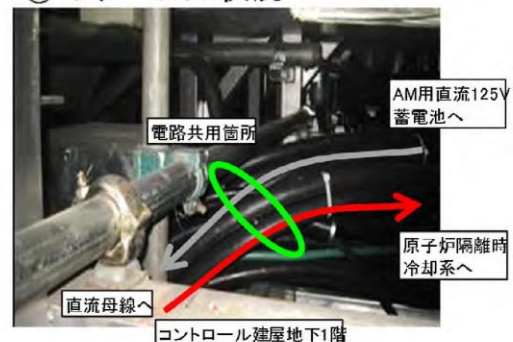 AM用直流125V
蓄電池へ
電路共用箇所
原子炉隔離時
冷却系へ
直流母線へ
コントロール建屋地下1階